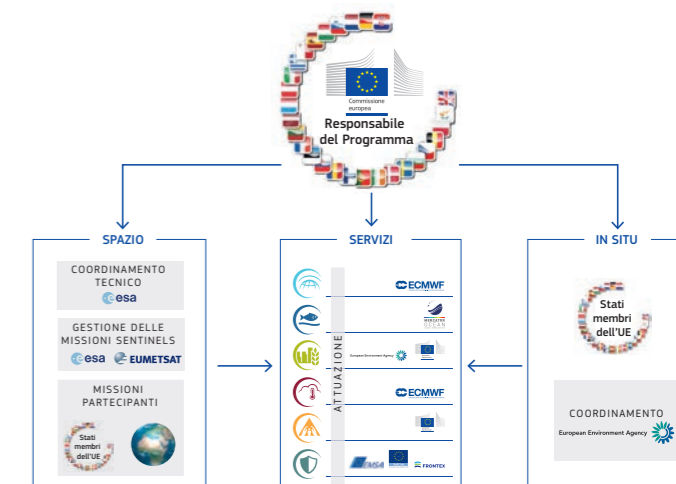 Commissione
europea
Responsabile
del Programma
SPAZIO
COORDINAMENTO
TECNICO
esa
GESTIONE DELLE
MISSIONI SENTINELS
esa EUMETSAT
MISSIONI
PARTECIPANTI
Stati
membri
dell'UE
SERVIZI
ATTUAZIONE
ECMWF
MERCATOR
OCEAN
European Environment Agency
ECMWF
EMSA
FRONTEX
IN SITU
Stati
membri
dell'UE
COORDINAMENTO
European Environment Agency